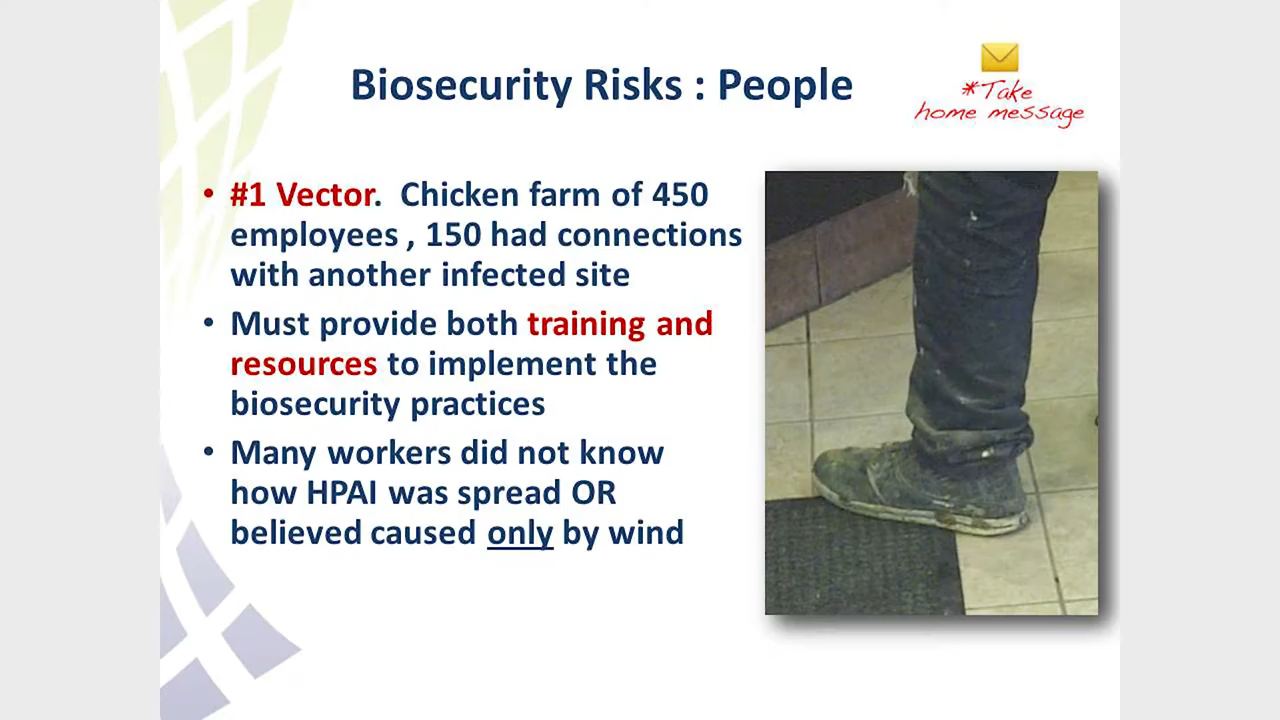 Biosecurity Risks : People
*Take
home message
• #1 Vector.  Chicken farm of 450
employees , 150 had connections
with another infected site
• Must provide both training and
resources to implement the
biosecurity practices
• Many workers did not know
how HPAI was spread OR
believed caused only by wind